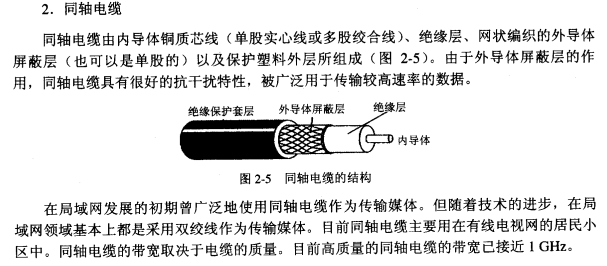 2．同轴电缆
同轴电缆由内导体铜质芯线（单股实心线或多股绞合线）、绝缘层、网状编织的外导体
屏蔽层（也可以是单股的）以及保护塑料外层所组成（图 2-5）。由于外导体屏蔽层的作
用，同轴电缆具有很好的抗干扰特性，被广泛用于传输较高速率的数据。
绝缘保护套层 外导体屏蔽层 绝缘层
内导体
图 2-5 同轴电缆的结构
在局域网发展的初期曾广泛地使用同轴电缆作为传输媒体。但随着技术的进步，在局
域网领域基本上都是采用双绞线作为传输媒体。目前同轴电缆主要用在有线电视网的居民小
区中。同轴电缆的带宽取决于电缆的质量。目前高质量的同轴电缆的带宽已接近 1 GHz。